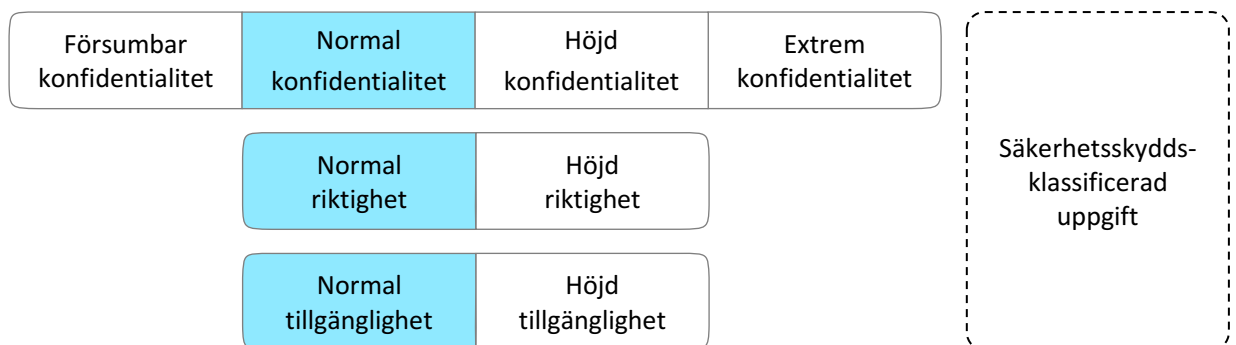 Försumbar
konfidentialitet
Normal
konfidentialitet
Höjd
konfidentialitet
Extrem
konfidentialitet
Normal
riktighet
Höjd
riktighet
Normal
tillgänglighet
Höjd
tillgänglighet
Säkerhetsskydds-
klassificerad
uppgift